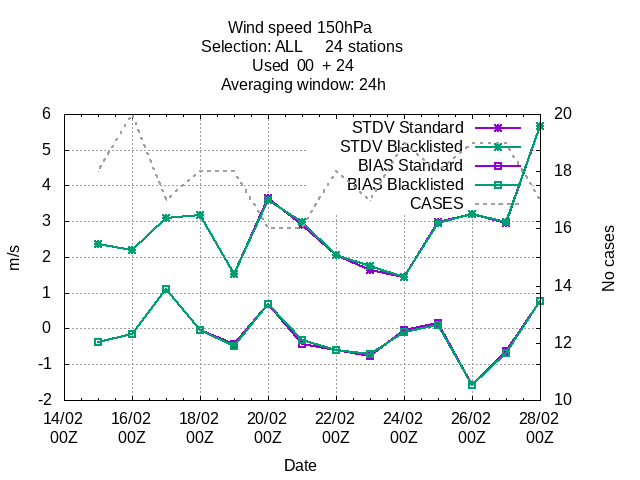 Wind speed 150hPa
Selection: ALL 24 stations
Used 00 + 24
Averaging window: 24h
6 20
STDV Standard
STDV Blacklisted
5
BIAS Standard
18
BIAS Blacklisted
4
CASES
3
16
m/s
2
No cases
1
14
0
12
-1
-2 10
14/02 16/02 18/02 20/02 22/02 24/02 26/02 28/02
00Z 00Z 00Z 00Z 00Z 00Z 00Z 00Z
Date